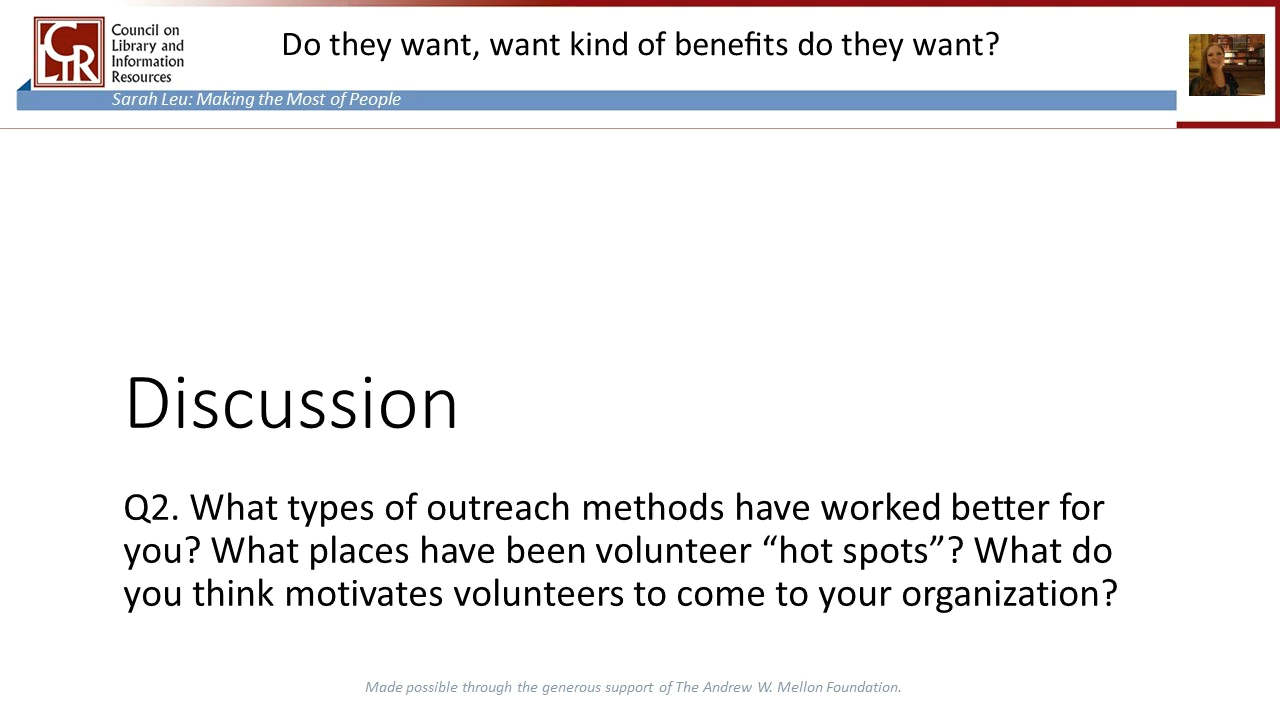 Do they want, want kind of benefits do they want?
CLIR
Council on
Library and
Information
Resources
Sarah Leu: Making the Most of People
Discussion
Q2. What types of outreach methods have worked better for
you? What places have been volunteer “hot spots”? What do
you think motivates volunteers to come to your organization?
Made possible through the generous support of The Andrew W. Mellon Foundation.